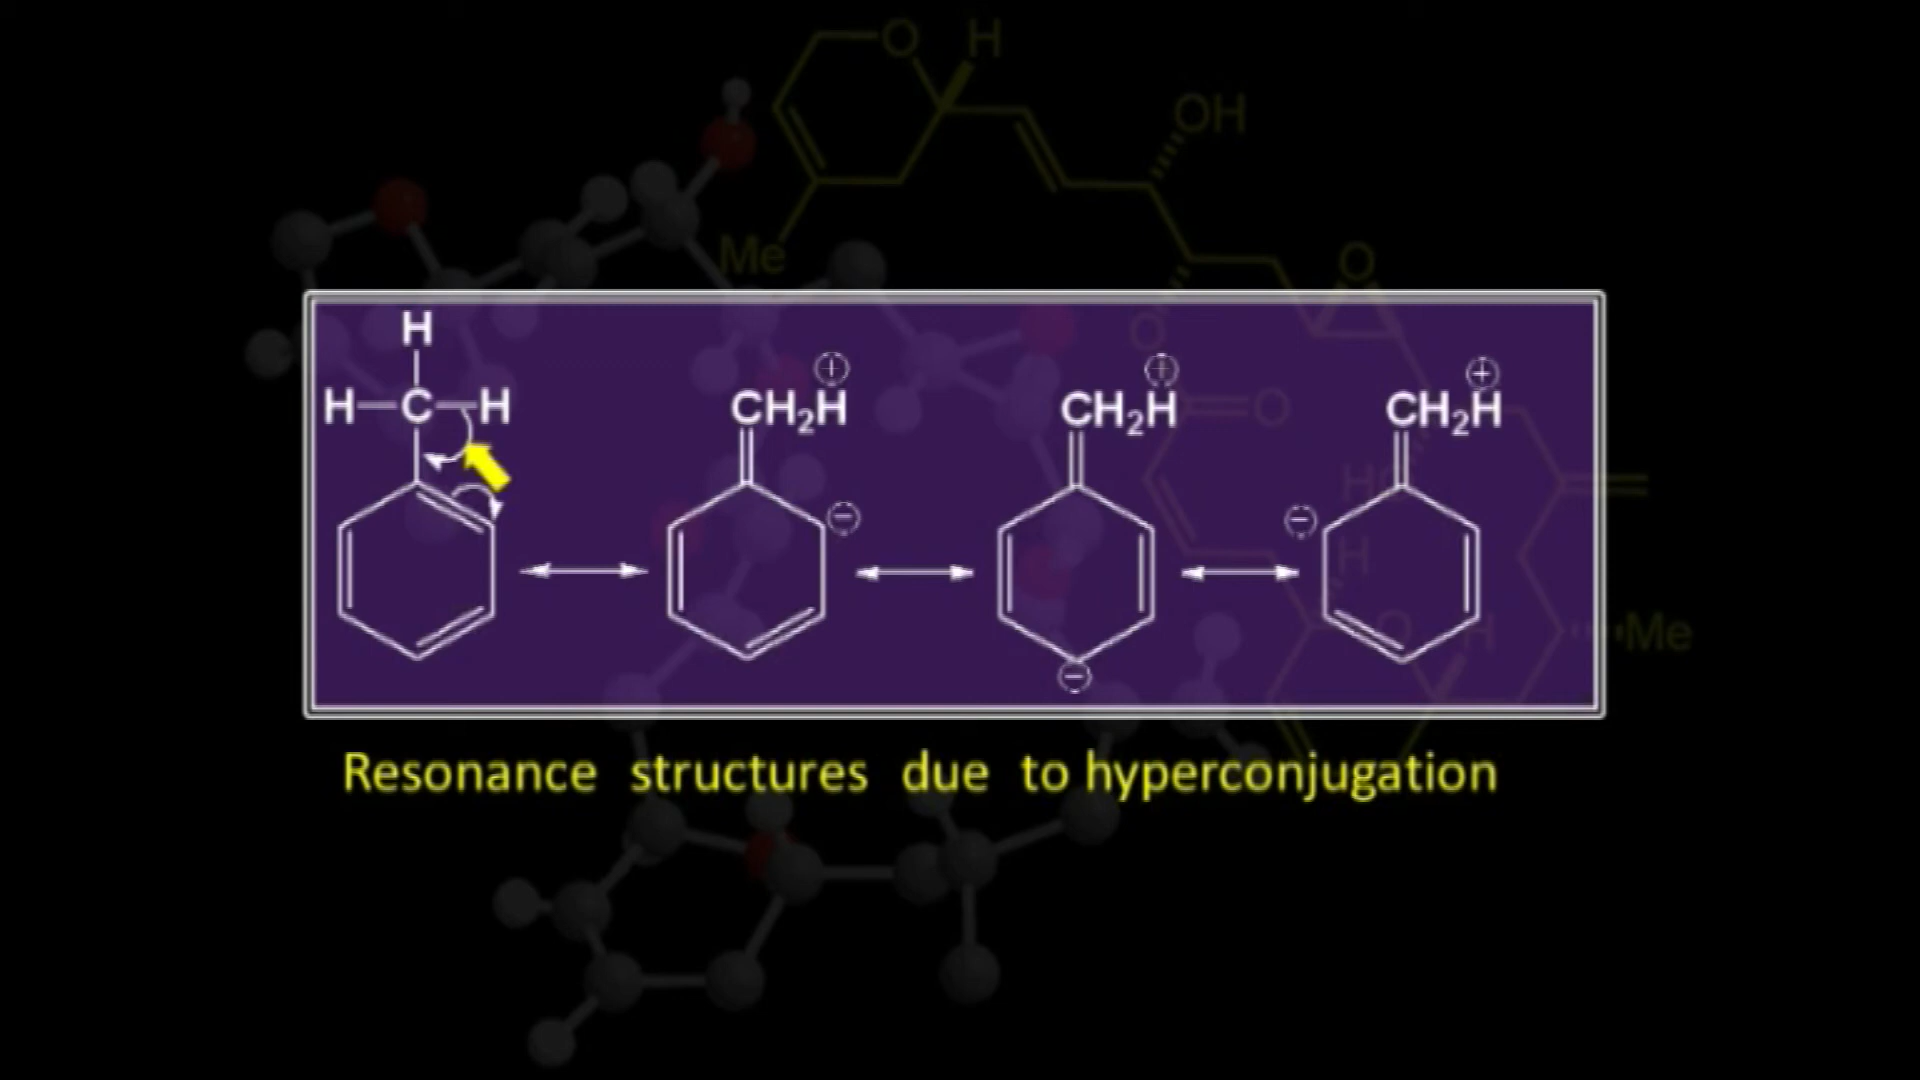 O H
OH
Me
O
O
H
H–C–H
CH₂H⊕ CH₂H⊕ CH₂H⊕
O
H
⊖ ⊖ ⊖
H
O H
Me
Resonance structures due to hyperconjugation